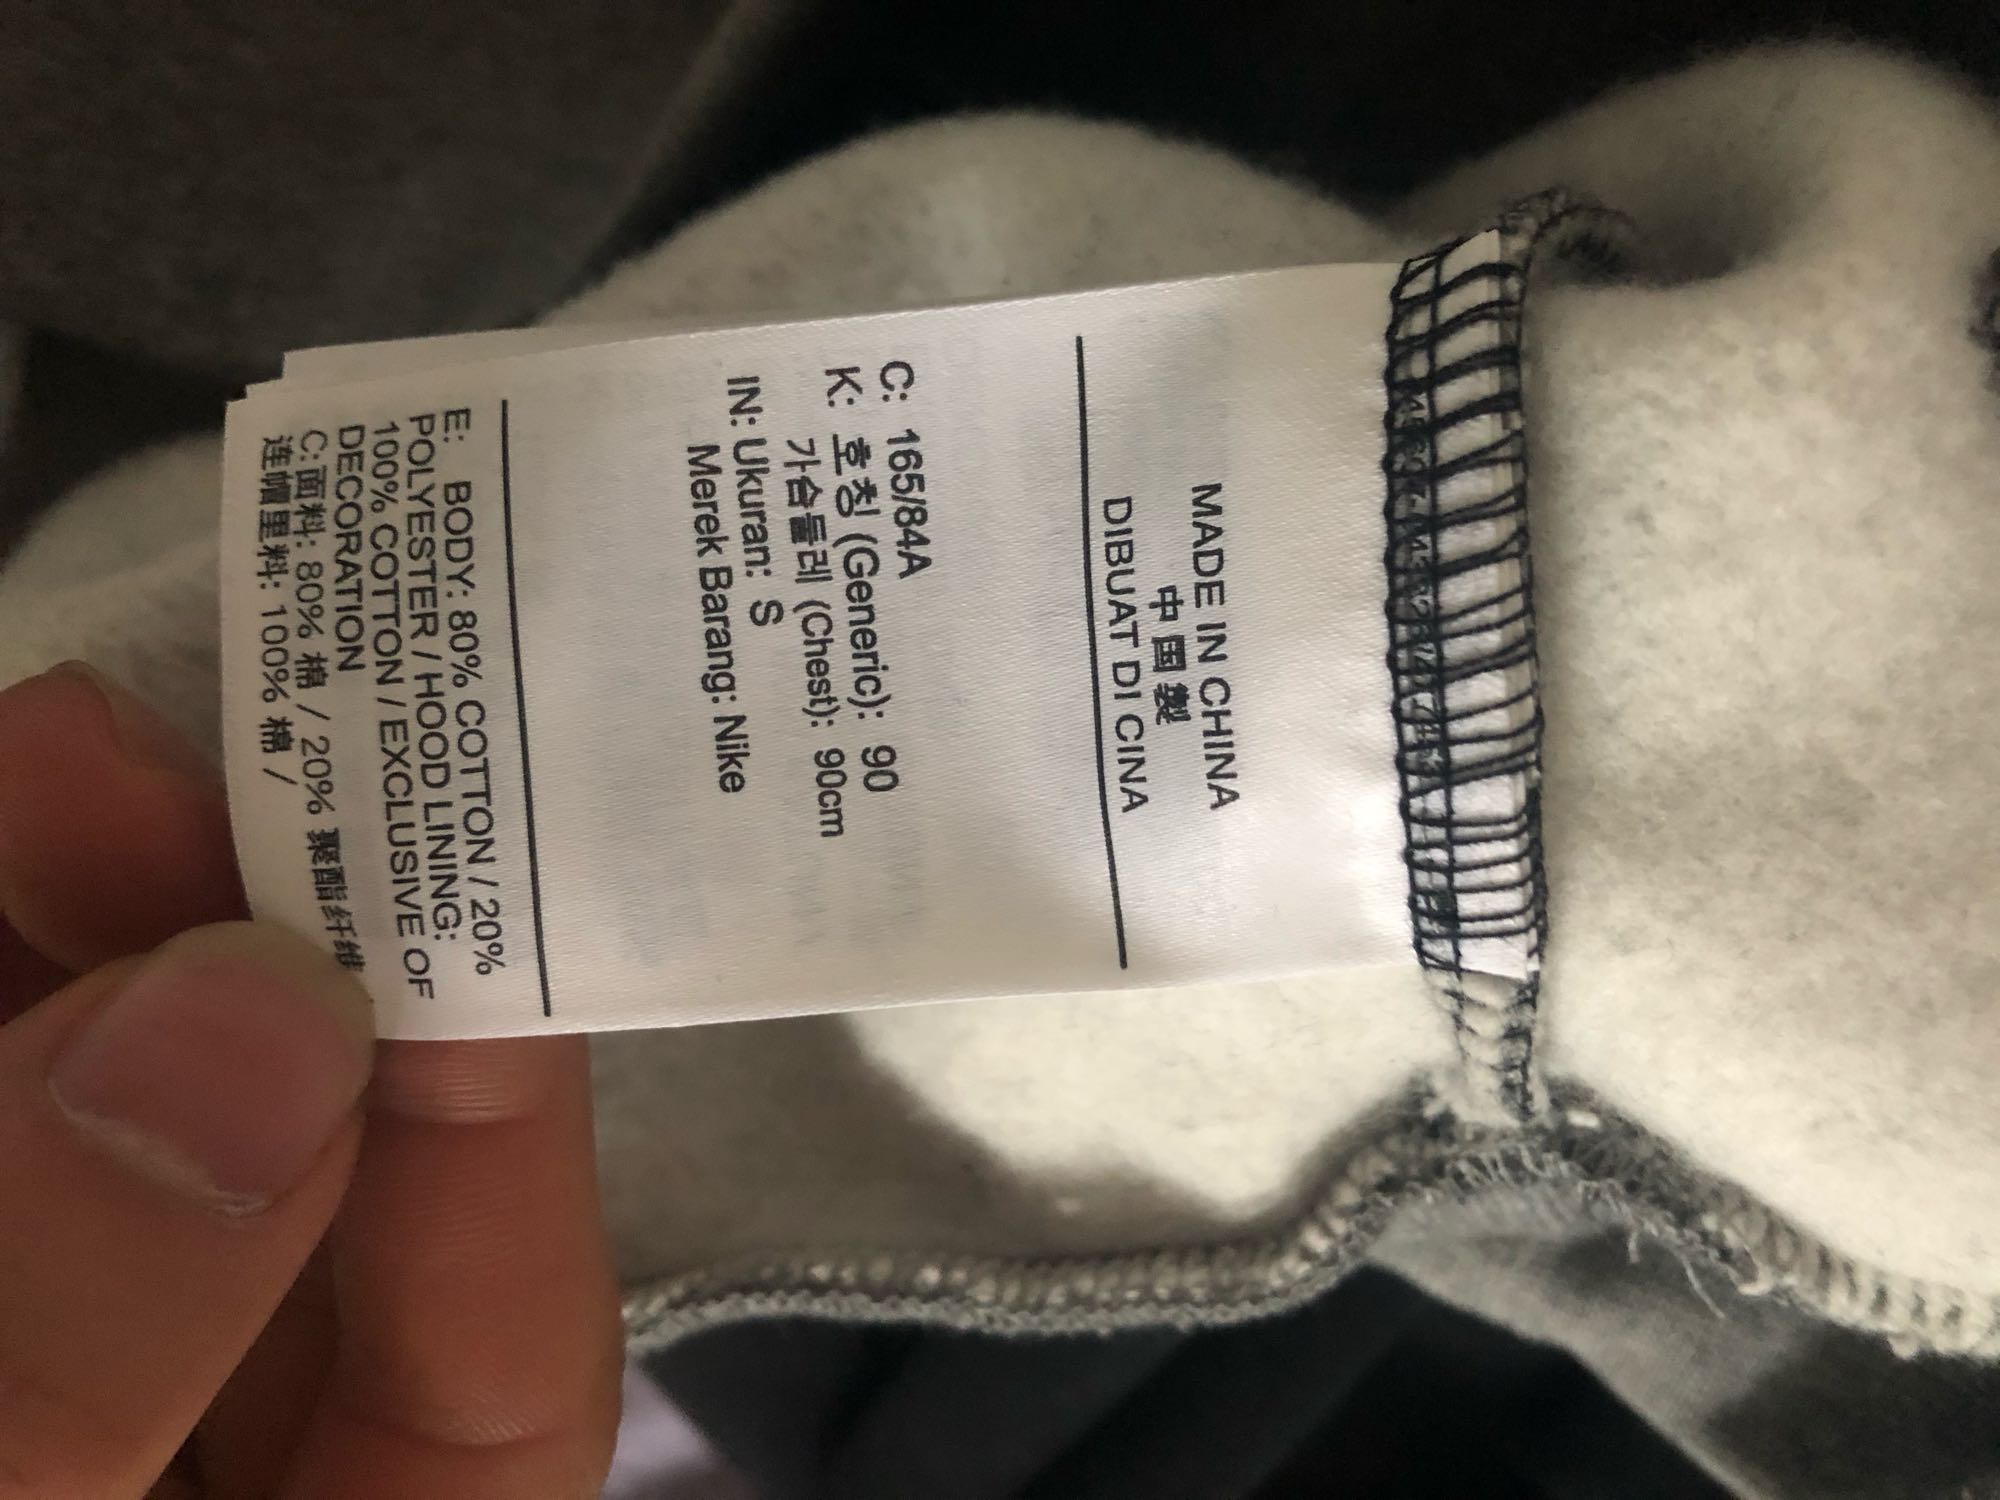 MADE IN CHINA
中国製
DIBUAT DI CINA
C: 165/84A
K: 호칭 (Generic): 90
가슴둘레 (Chest): 90cm
IN: Ukuran: S
Merek Barang: Nike
E: BODY: 80% COTTON / 20%
POLYESTER / HOOD LINING:
100% COTTON / EXCLUSIVE OF
DECORATION
C: 面料: 80% 棉 / 20% 聚酯纤维
连帽里料: 100% 棉 /